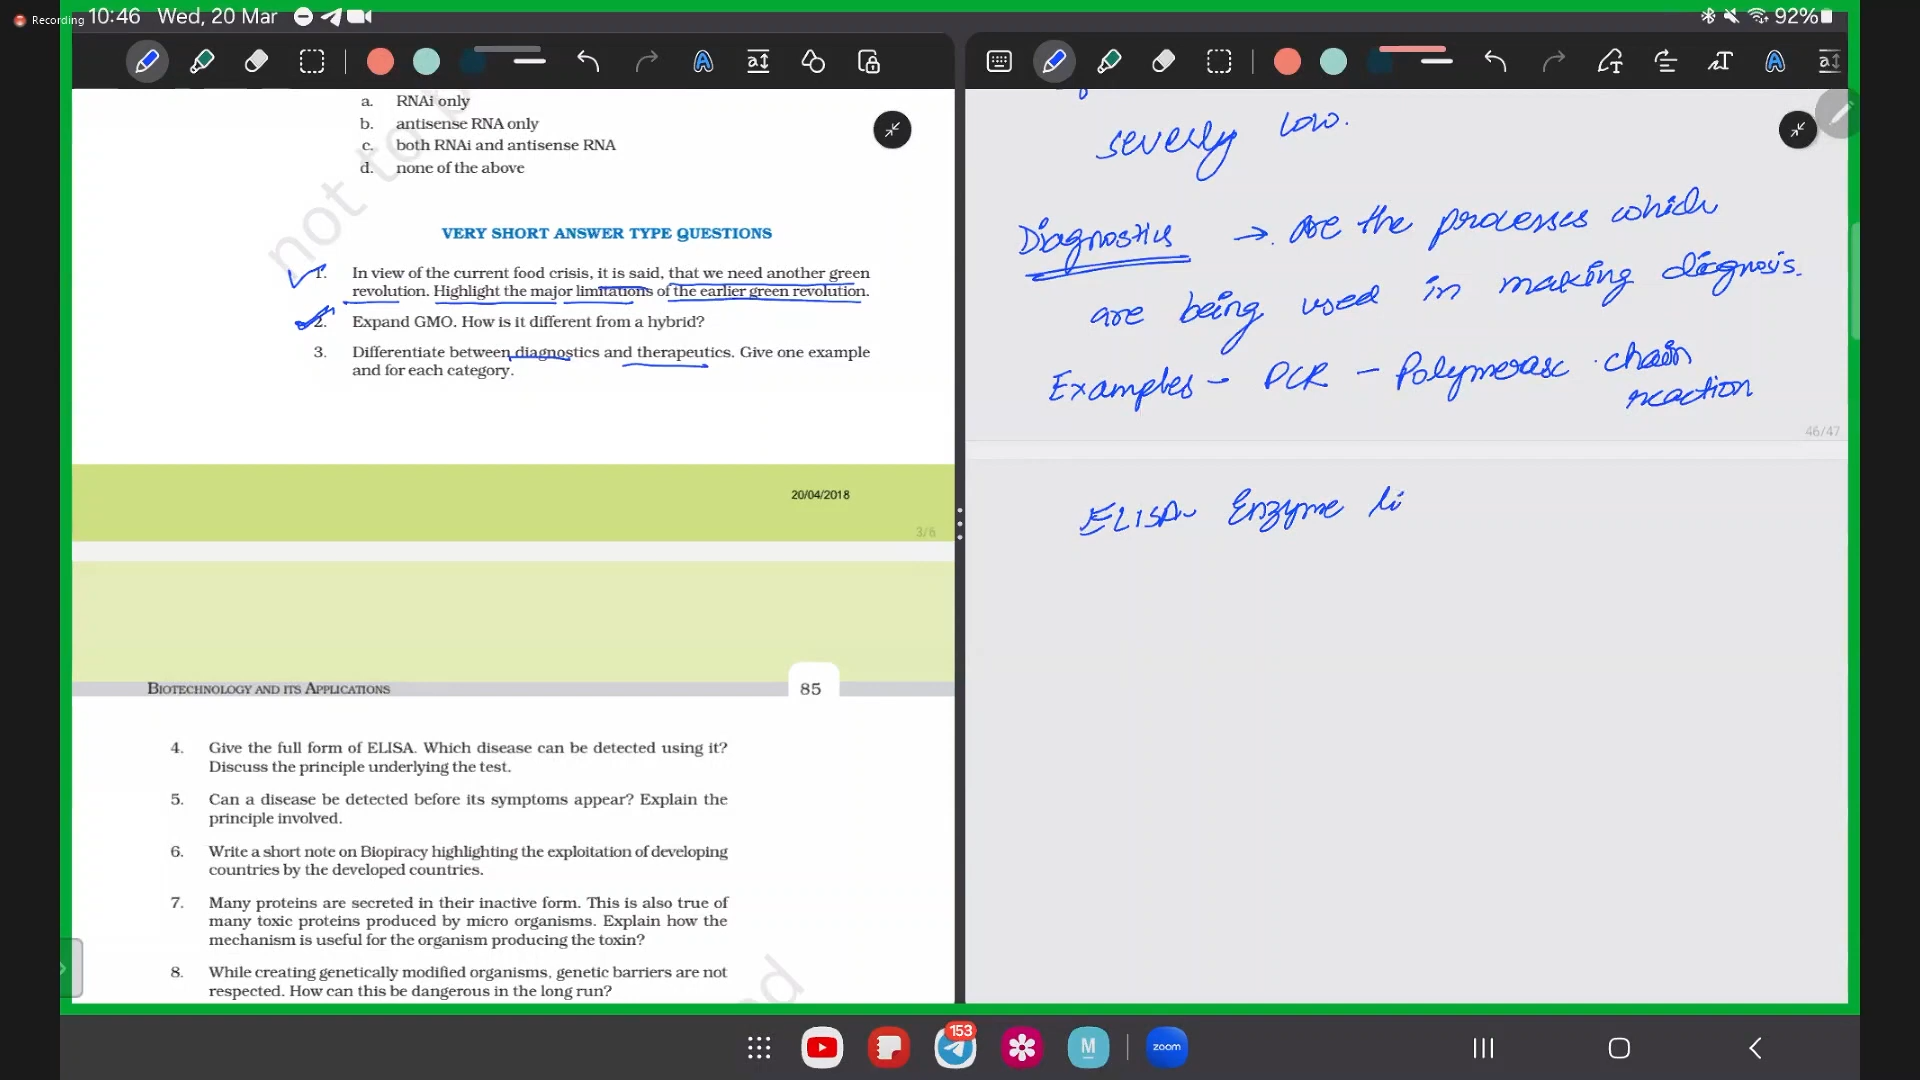 Recording 10:46 Wed, 20 Mar 92%
a. RNAi only
b. antisense RNA only
c. both RNAi and antisense RNA
d. none of the above
not to b
VERY SHORT ANSWER TYPE QUESTIONS
1. In view of the current food crisis, it is said, that we need another green
revolution. Highlight the major limitations of the earlier green revolution.
2. Expand GMO. How is it different from a hybrid?
3. Differentiate between diagnostics and therapeutics. Give one example
and for each category.
20/04/2018
3/6
BIOTECHNOLOGY AND ITS APPLICATIONS 85
4. Give the full form of ELISA. Which disease can be detected using it?
Discuss the principle underlying the test.
5. Can a disease be detected before its symptoms appear? Explain the
principle involved.
6. Write a short note on Biopiracy highlighting the exploitation of developing
countries by the developed countries.
7. Many proteins are secreted in their inactive form. This is also true of
many toxic proteins produced by micro organisms. Explain how the
mechanism is useful for the organism producing the toxin?
8. While creating genetically modified organisms, genetic barriers are not
respected. How can this be dangerous in the long run?
severly low.
Diagnostics → Are the processes which
are being used in making diagnosis.
Examples - PCR - Polymerase chain
reaction
46/47
ELISA - Enzyme li
153
M
zoom